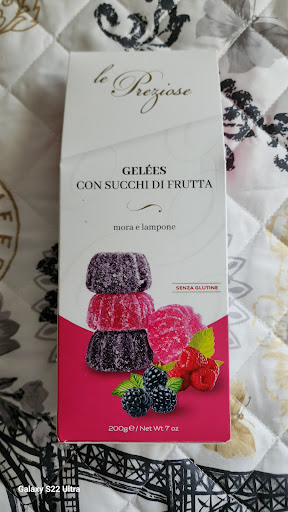 le Preziose
GELÉES
CON SUCCHI DI FRUTTA
mora e lampone
SENZA GLUTINE
200g e / Net Wt 7 oz
Galaxy S22 Ultra